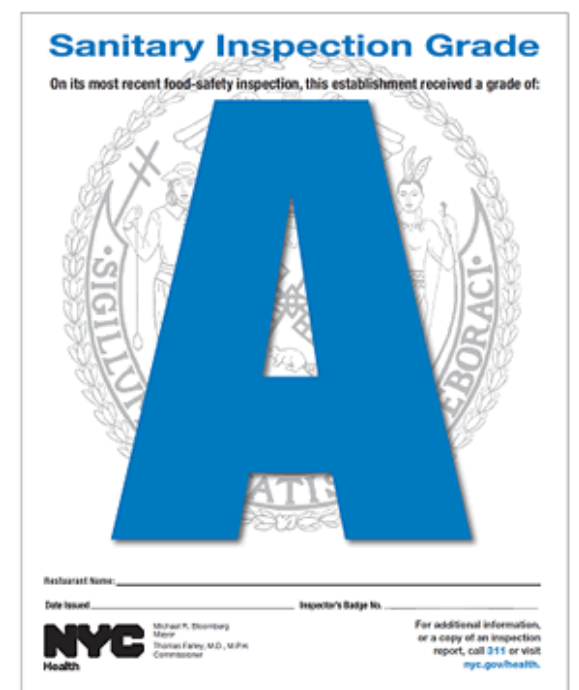 Sanitary Inspection Grade
On its most recent food-safety inspection, this establishment received a grade of:
A
SIGILLUM
EBORACI
ATIS
Restuarant Name:
Date Issued
Inspector's Badge No.
NYC
Health
Michael R. Bloomberg
Mayor
Thomas Farley, M.D., M.P.H.
Commissioner
For additional information,
or a copy of an inspection
report, call 311 or visit
nyc.gov/health.